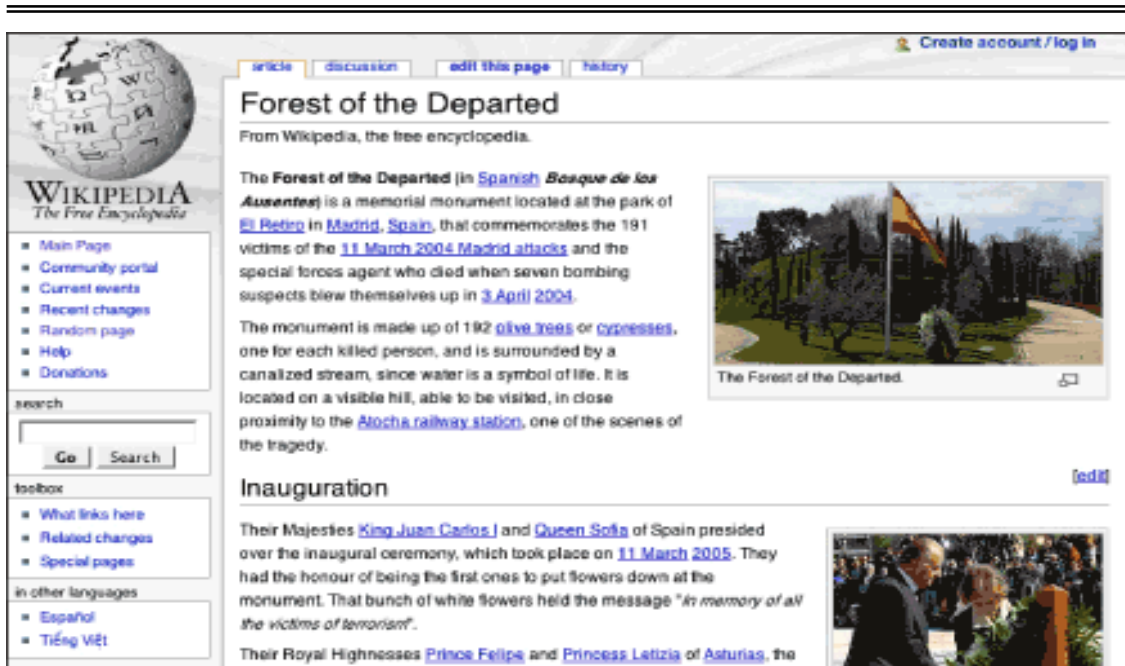 Create account / log in
article discussion edit this page history
Forest of the Departed
From Wikipedia, the free encyclopedia.
The Forest of the Departed (in Spanish Bosque de los
Ausentes) is a memorial monument located at the park of
El Retiro in Madrid, Spain, that commemorates the 191
victims of the 11 March 2004 Madrid attacks and the
special forces agent who died when seven bombing
suspects blew themselves up in 3 April 2004.
The monument is made up of 192 olive trees or cypresses,
one for each killed person, and is surrounded by a
canalized stream, since water is a symbol of life. It is
located on a visible hill, able to be visited, in close
proximity to the Atocha railway station, one of the scenes of
the tragedy.
The Forest of the Departed.
[edit]
Inauguration
Their Majesties King Juan Carlos I and Queen Sofia of Spain presided
over the inaugural ceremony, which took place on 11 March 2005. They
had the honour of being the first ones to put flowers down at the
monument. That bunch of white flowers held the message "In memory of all
the victims of terrorism".
Their Royal Highnesses Prince Felipe and Princess Letizia of Asturias, the
WIKIPEDIA
The Free Encyclopedia
Main Page
Community portal
Current events
Recent changes
Random page
Help
Donations
search
Go Search
toolbox
What links here
Related changes
Special pages
in other languages
Español
Tiếng Việt